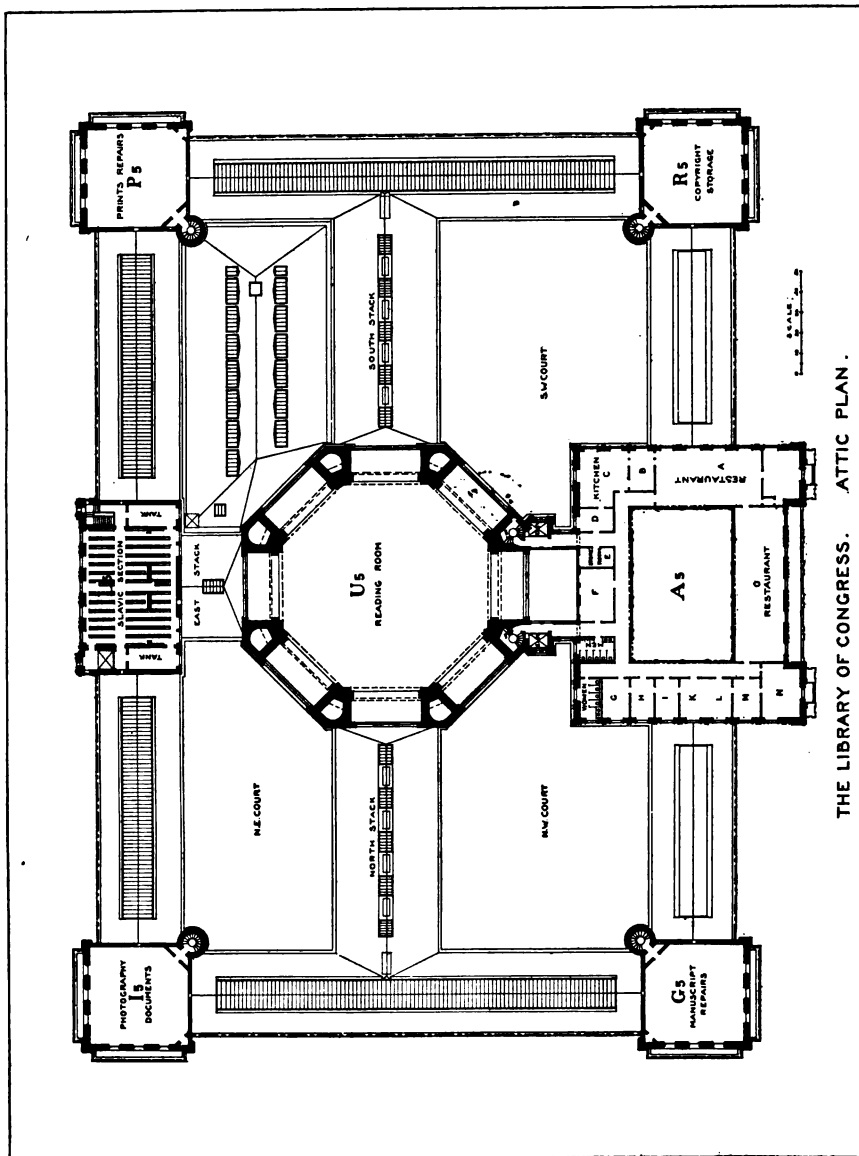 PRINTS REPAIRS
P5
R5
COPYRIGHT
STORAGE
SOUTH STACK
S.W.COURT
SCALE:
TANK
SLAVIC SECTION
TANK
EAST STACK
U5
READING ROOM
KITCHEN
C
B
A
RESTAURANT
D
E
F
A5
O
RESTAURANT
MEN
WOMEN
G
H
I
K
L
M
N
N.E.COURT
NORTH STACK
N.W.COURT
PHOTOGRAPHY
I5
DOCUMENTS
G5
MANUSCRIPT
REPAIRS
THE LIBRARY OF CONGRESS. ATTIC PLAN.